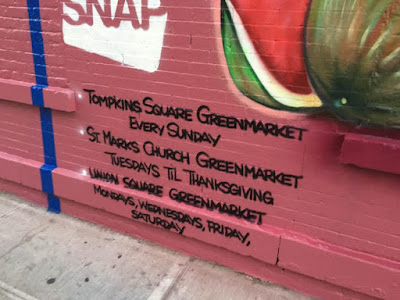 SNAP
TOMPKINS SQUARE GREENMARKET
EVERY SUNDAY
ST. MARKS CHURCH GREENMARKET
TUESDAYS TIL THANKSGIVING
UNION SQUARE GREENMARKET
MONDAYS, WEDNESDAYS, FRIDAY,
SATURDAY